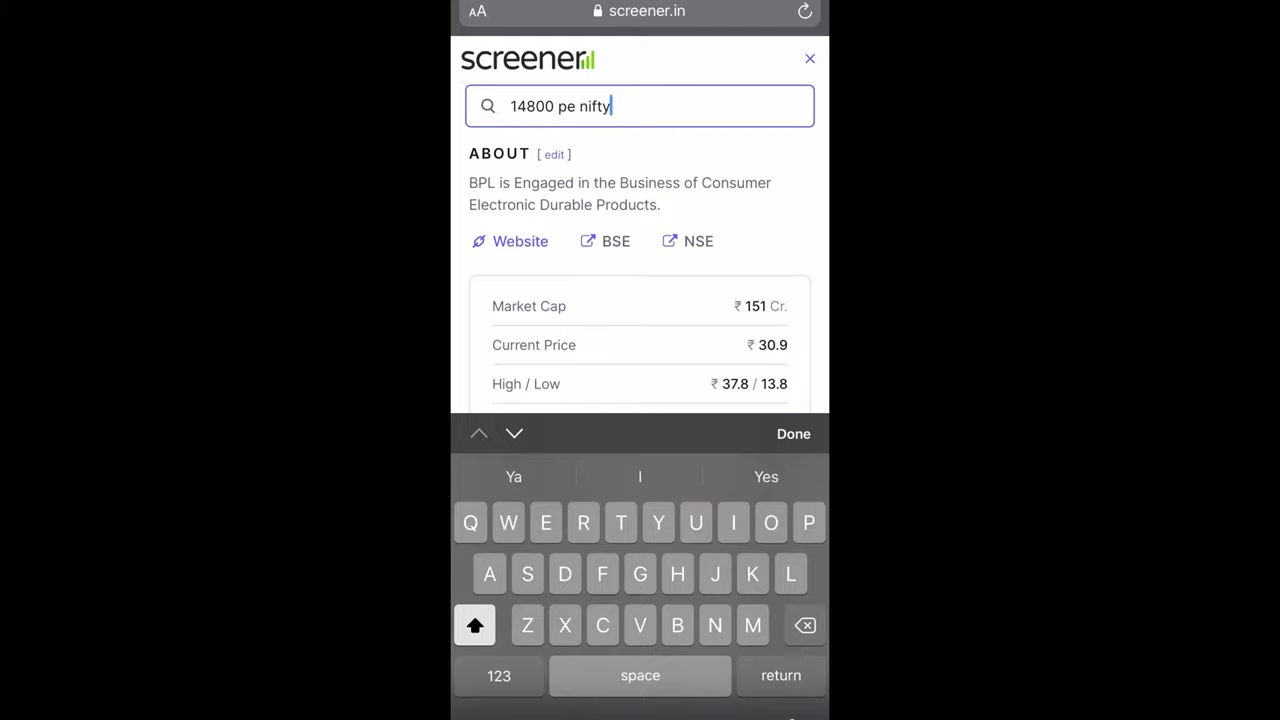 AA screener.in
screener
14800 pe nifty
ABOUT [ edit ]
BPL is Engaged in the Business of Consumer
Electronic Durable Products.
Website BSE NSE
Market Cap ₹ 151 Cr.
Current Price ₹ 30.9
High / Low ₹ 37.8 / 13.8
Done
Ya I Yes
Q W E R T Y U I O P
A S D F G H J K L
Z X C V B N M
123 space return